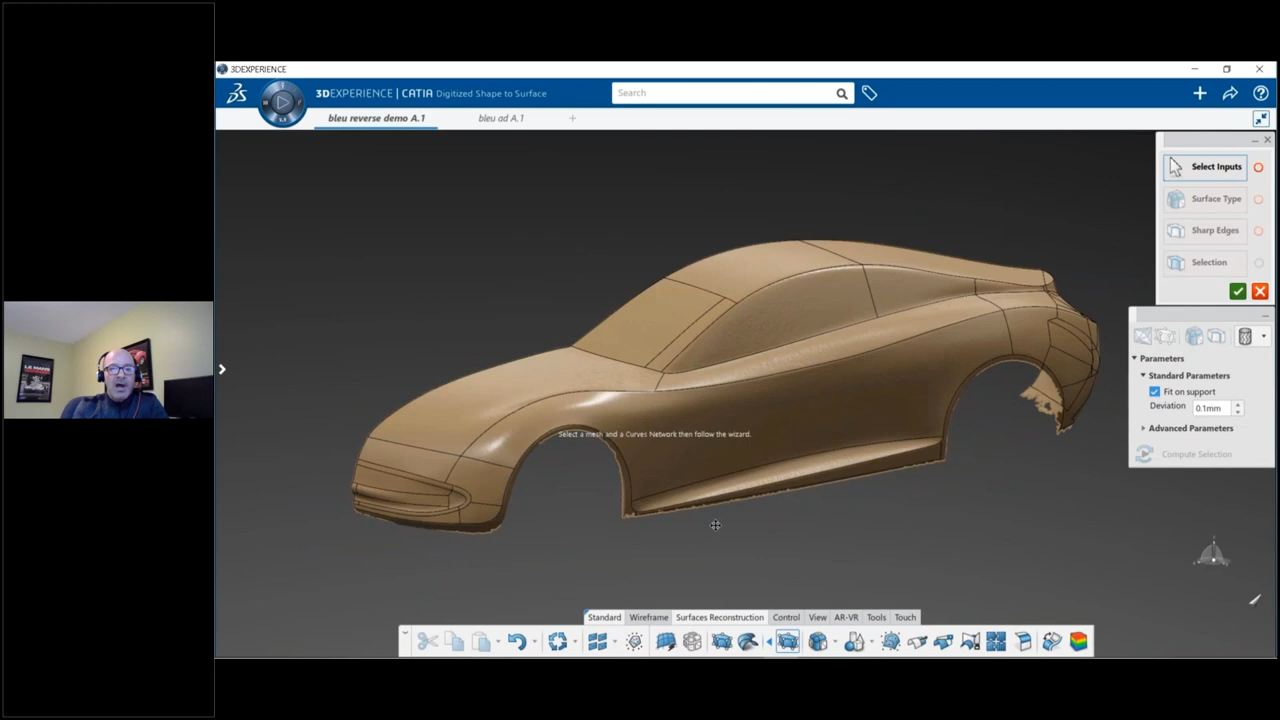 3DEXPERIENCE
3DEXPERIENCE | CATIA Digitized Shape to Surface
Search
bleu reverse demo A.1
bleu ad A.1
Select Inputs
Surface Type
Sharp Edges
Selection
Parameters
Standard Parameters
Fit on support
Deviation 0.1mm
Advanced Parameters
Compute Selection
LE MANS
Select a mesh and a Curves Network then follow the wizard.
Standard Wireframe Surfaces Reconstruction Control View AR-VR Tools Touch